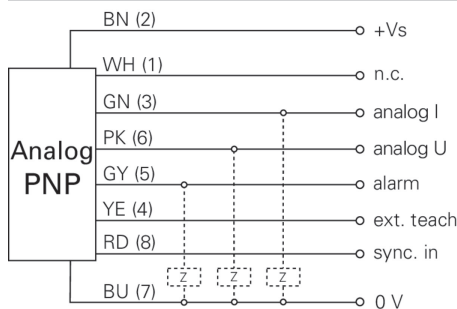 BN (2) +Vs
WH (1) n.c.
GN (3) analog I
PK (6) analog U
Analog
PNP
GY (5) alarm
YE (4) ext. teach
RD (8) sync. in
Z Z Z
BU (7) 0 V